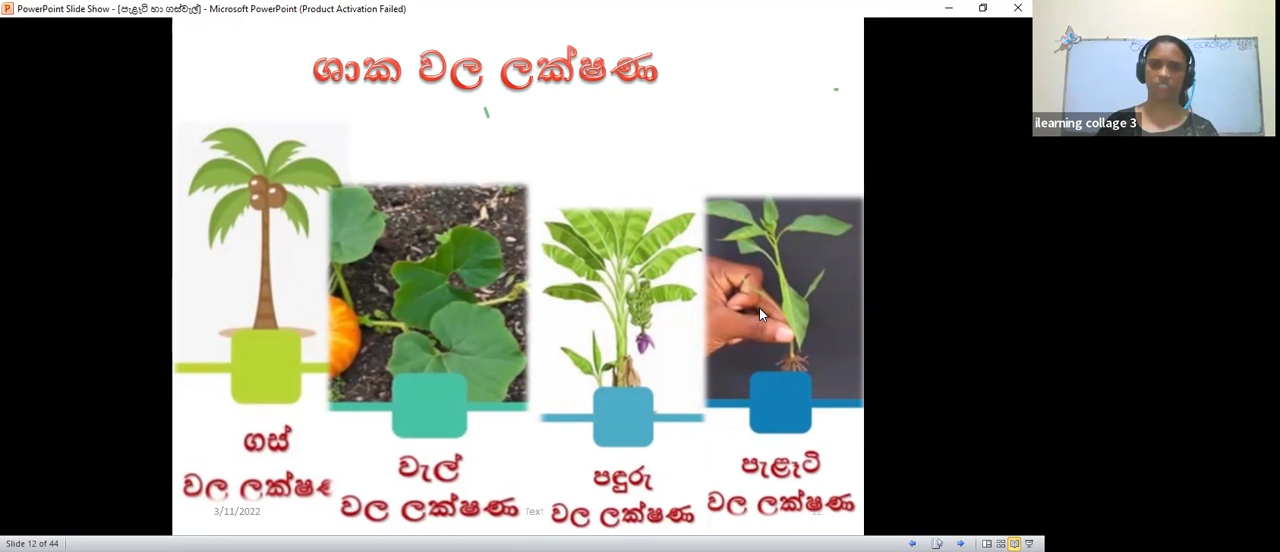 PowerPoint Slide Show - [පැළෑටි හා ගස්වැල්] - Microsoft PowerPoint (Product Activation Failed)
ශාක වල ලක්ෂණ
ilearning collage 3
ගස්
වල ලක්ෂණ
වැල්
වල ලක්ෂණ
පඳුරු
වල ලක්ෂණ
පැළෑටි
වල ලක්ෂණ
3/11/2022
Text
Slide 12 of 44